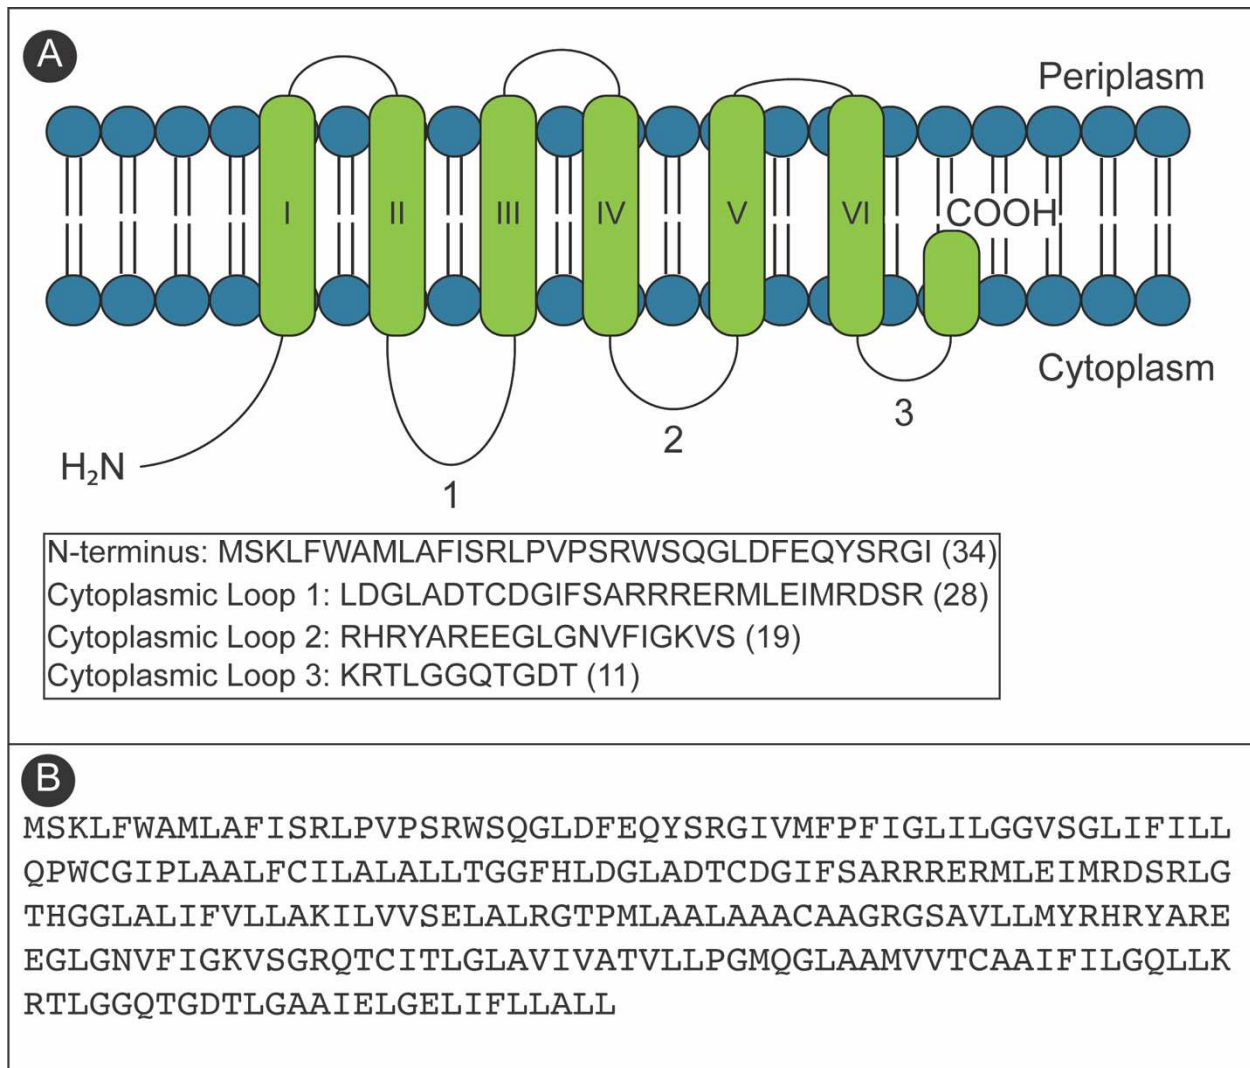 A
Periplasm
I II III IV V VI
COOH
Cytoplasm
3
2
H₂N
1
N-terminus: MSKLFWAMLAFISRLPVPSRWSQGLDFEQYSRGI (34)
Cytoplasmic Loop 1: LDGLADTCDGIFSARRRERMLEIMRDSR (28)
Cytoplasmic Loop 2: RHRYAREEGLGNVFIGKVS (19)
Cytoplasmic Loop 3: KRTLGGQTGDT (11)
B
MSKLFWAMLAFISRLPVPSRWSQGLDFEQYSRGIVMFPFIGLILGGVSGLIFILL
QPWCGIPLAALFCILALALLTGGFHLDGLADTCDGIFSARRRERMLEIMRDSRLG
THGGLALIFVLLAKILVVSELALRGTPMLAALAAACAAGRGSAVLLMYRHRYARE
EGLGNVFIGKVSGRQTCITLGLAVIVATVLLPGMQGLAAMVVTCAAIFILGQLLK
RTLGGQTGDTLGAAIELGELIFLLALL